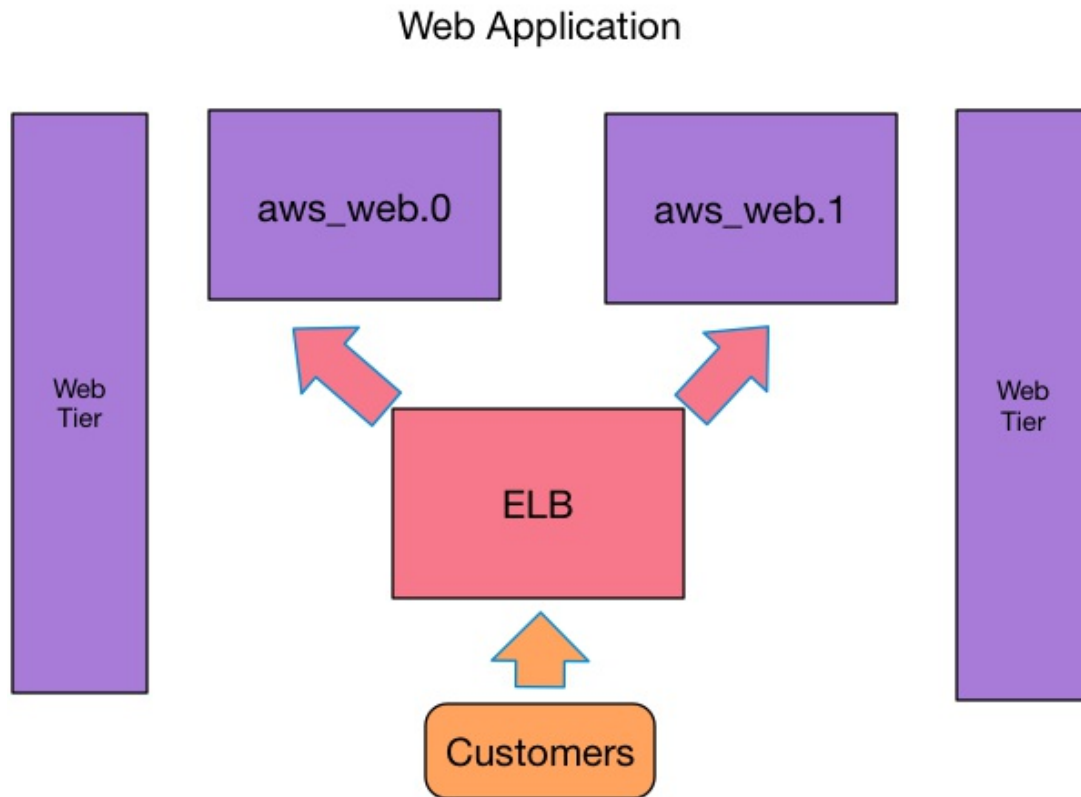 Web Application
aws_web.0
aws_web.1
Web
Tier
Web
Tier
ELB
Customers